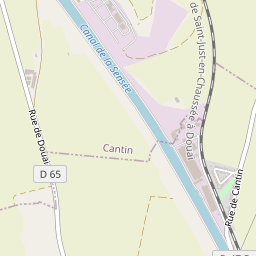 Canal de la Sensée
de Saint-Just-en-Chaussée à Douai
Rue de Douai
Cantin
D 65
Rue de Cantin